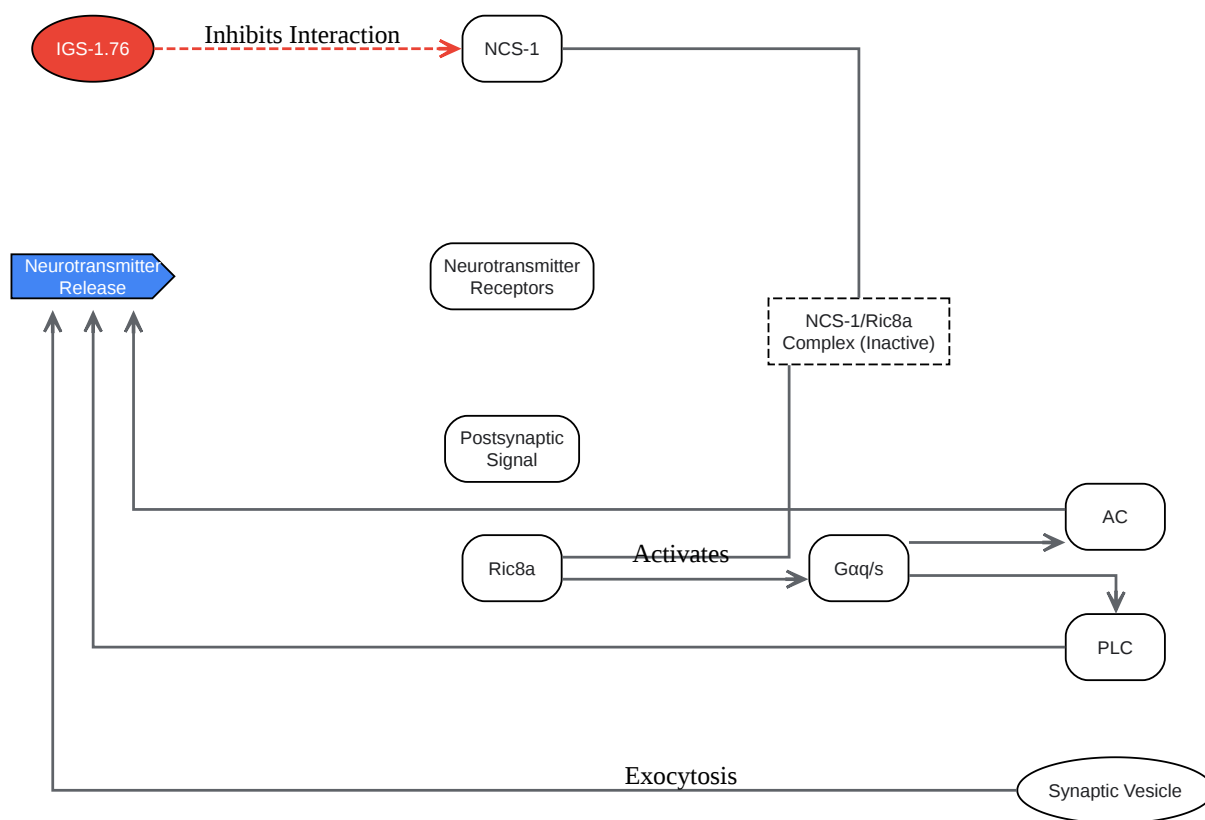 IGS-1.76
Inhibits Interaction
NCS-1
Neurotransmitter
Release
Neurotransmitter
Receptors
NCS-1/Ric8a
Complex (Inactive)
Postsynaptic
Signal
AC
Ric8a
Activates
Gαq/s
PLC
Exocytosis
Synaptic Vesicle